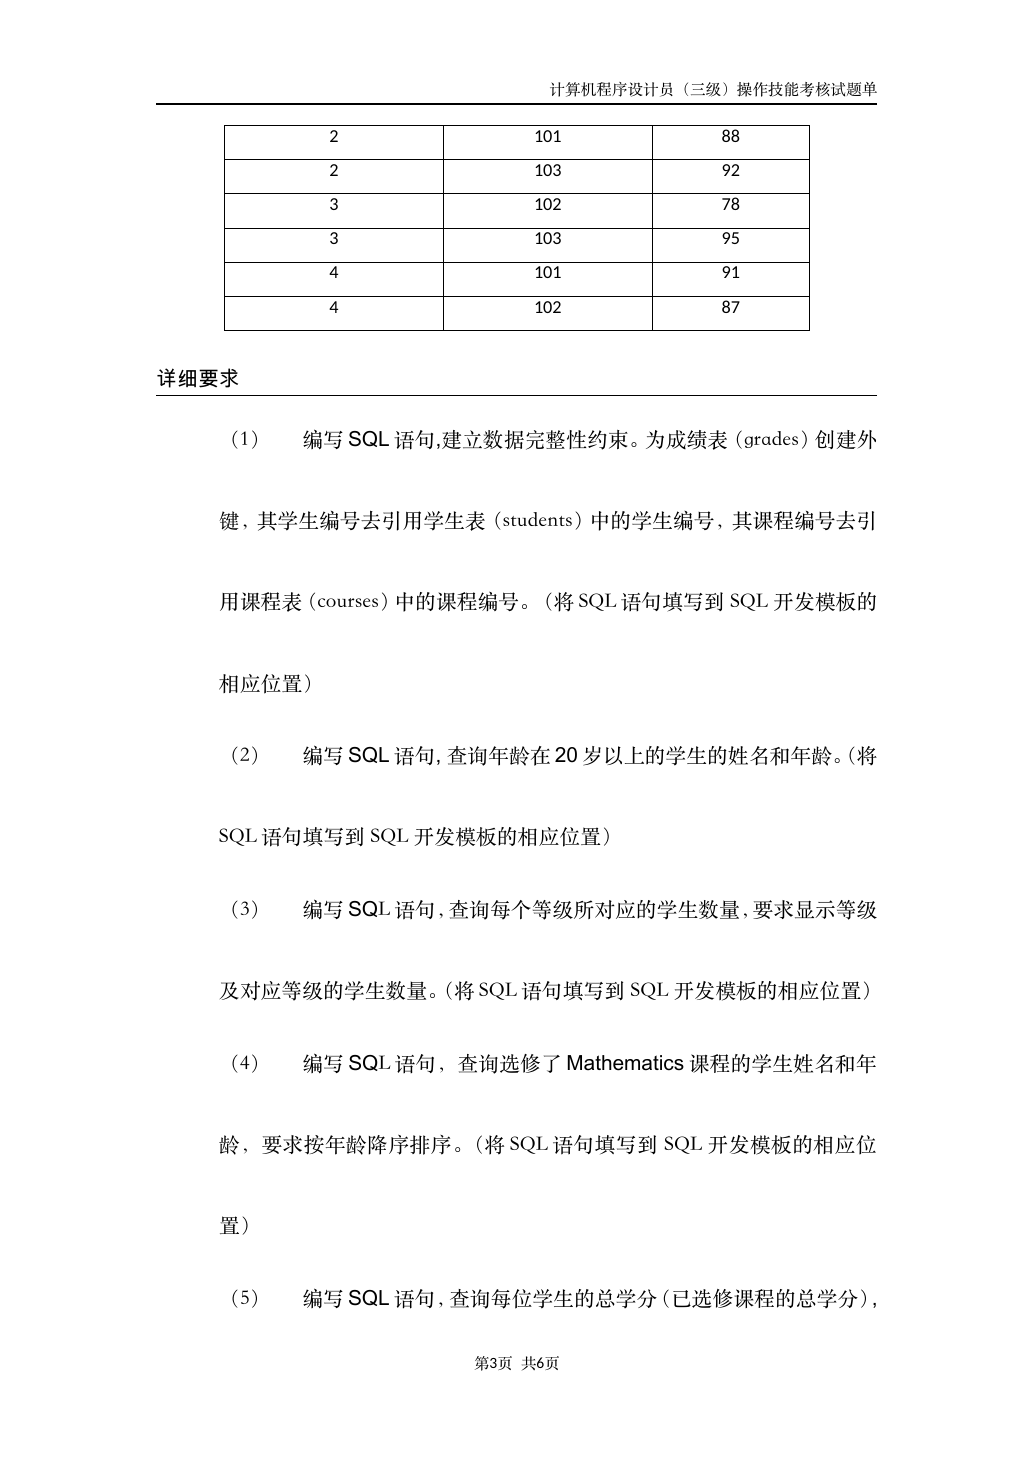 计算机程序设计员（三级）操作技能考核试题单
2 101 88
2 103 92
3 102 78
3 103 95
4 101 91
4 102 87
详细要求
（1） 编写 SQL 语句,建立数据完整性约束。为成绩表（grades）创建外
键，其学生编号去引用学生表（students）中的学生编号，其课程编号去引
用课程表（courses）中的课程编号。（将 SQL 语句填写到 SQL 开发模板的
相应位置）
（2） 编写 SQL 语句, 查询年龄在 20 岁以上的学生的姓名和年龄。（将
SQL 语句填写到 SQL 开发模板的相应位置）
（3） 编写 SQL 语句，查询每个等级所对应的学生数量，要求显示等级
及对应等级的学生数量。（将 SQL 语句填写到 SQL 开发模板的相应位置）
（4） 编写 SQL 语句，查询选修了 Mathematics 课程的学生姓名和年
龄，要求按年龄降序排序。（将 SQL 语句填写到 SQL 开发模板的相应位
置）
（5） 编写 SQL 语句，查询每位学生的总学分（已选修课程的总学分）,
第3页 共6页